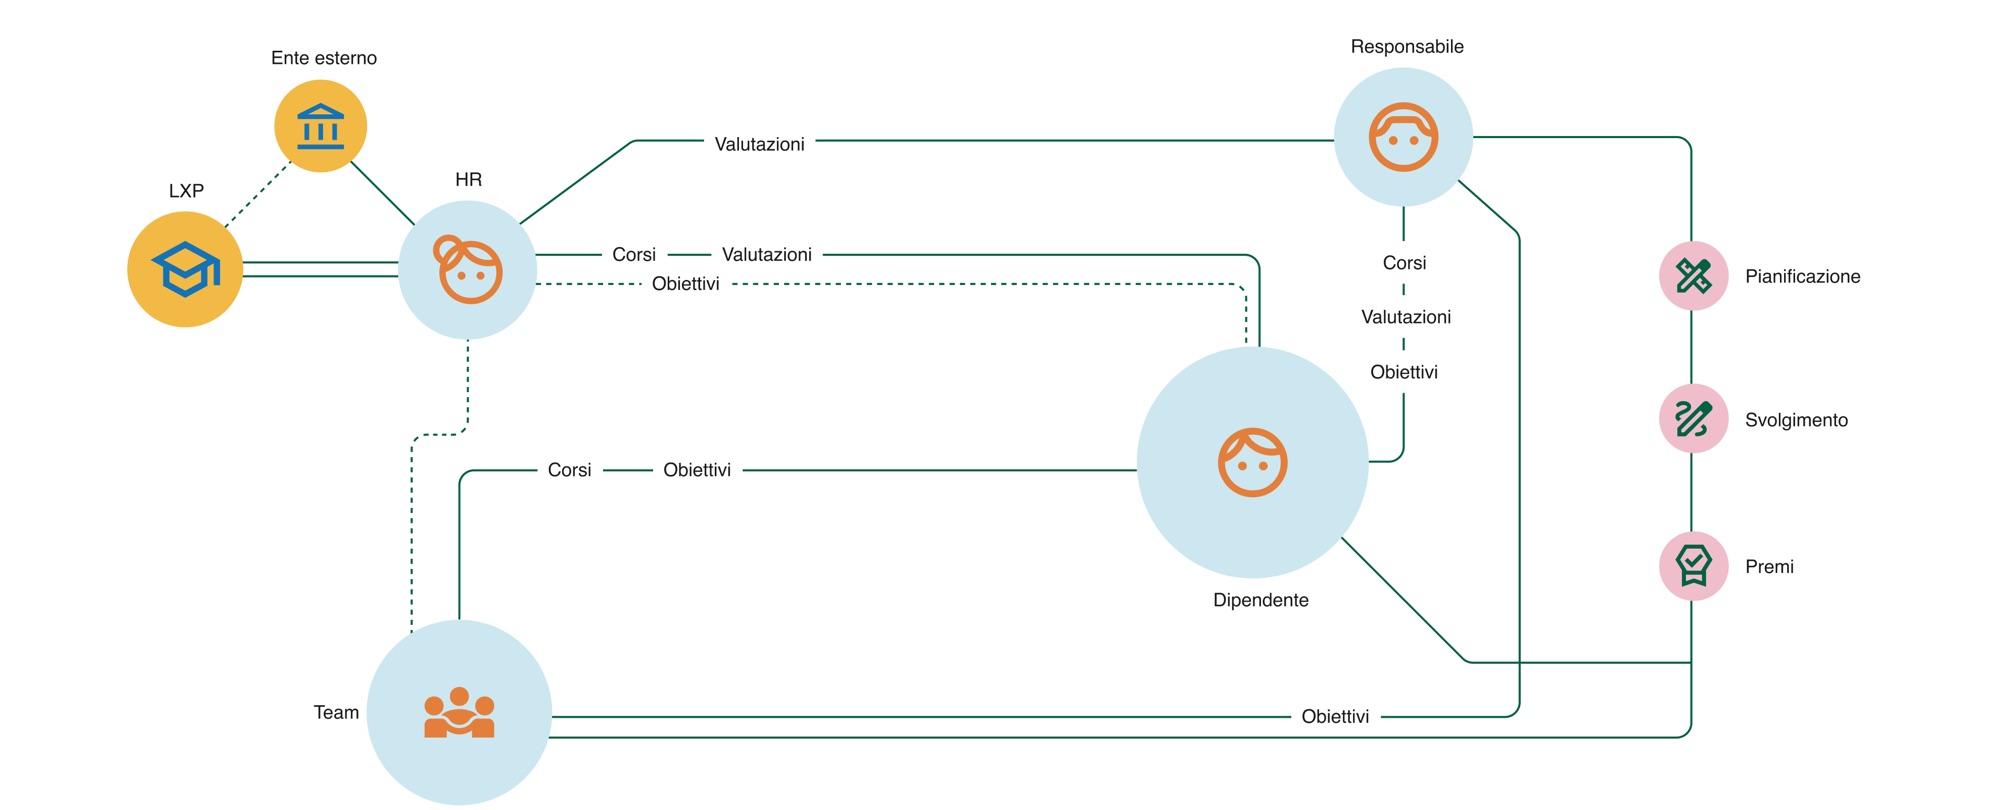 Responsabile
Ente esterno
Valutazioni
HR
LXP
Corsi
Valutazioni
Corsi
Pianificazione
Obiettivi
Valutazioni
Obiettivi
Svolgimento
Corsi
Obiettivi
Premi
Dipendente
Team
Obiettivi